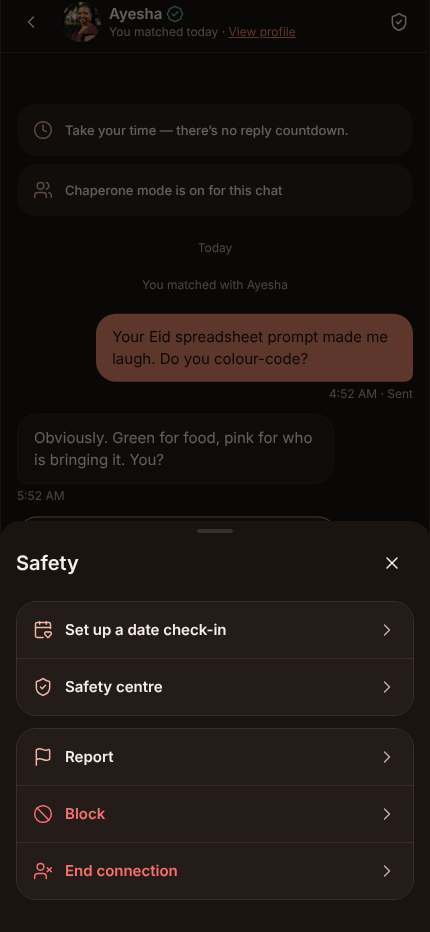 Ayesha
You matched today · View profile
Take your time — there's no reply countdown.
Chaperone mode is on for this chat
Today
You matched with Ayesha
Your Eid spreadsheet prompt made me
laugh. Do you colour-code?
4:52 AM · Sent
Obviously. Green for food, pink for who
is bringing it. You?
5:52 AM
Safety
Set up a date check-in
Safety centre
Report
Block
End connection